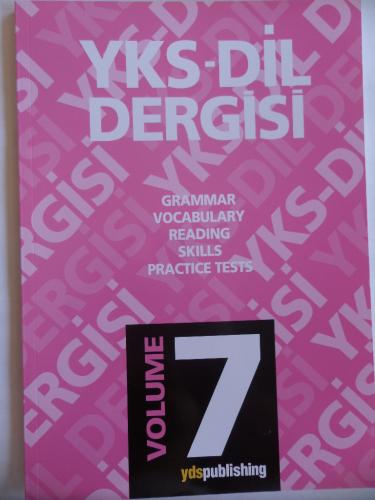 YKS-DİL
DERGİSİ
GRAMMAR
VOCABULARY
READING
SKILLS
PRACTICE TESTS
VOLUME
7
ydspublishing